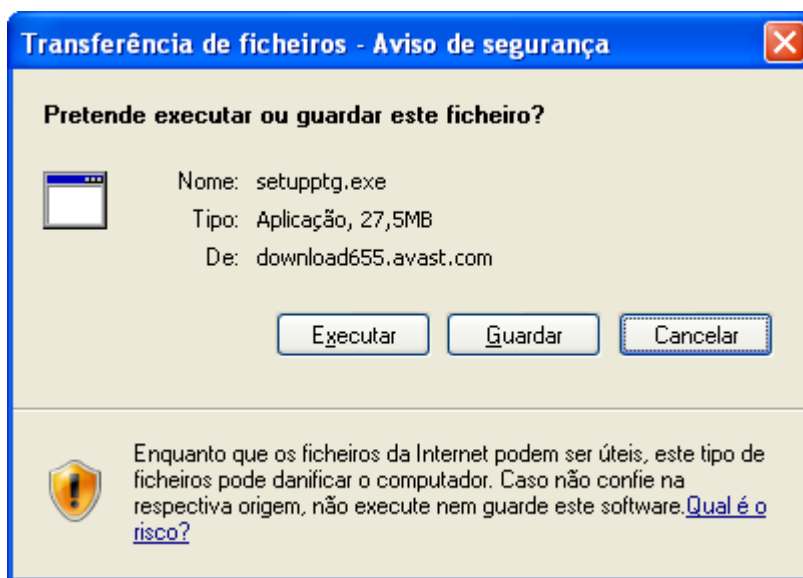 Transferência de ficheiros - Aviso de segurança
Pretende executar ou guardar este ficheiro?
Nome: setupptg.exe
Tipo: Aplicação, 27,5MB
De: download655.avast.com
Executar
Guardar
Cancelar
Enquanto que os ficheiros da Internet podem ser úteis, este tipo de
ficheiros pode danificar o computador. Caso não confie na
respectiva origem, não execute nem guarde este software.Qual é o
risco?